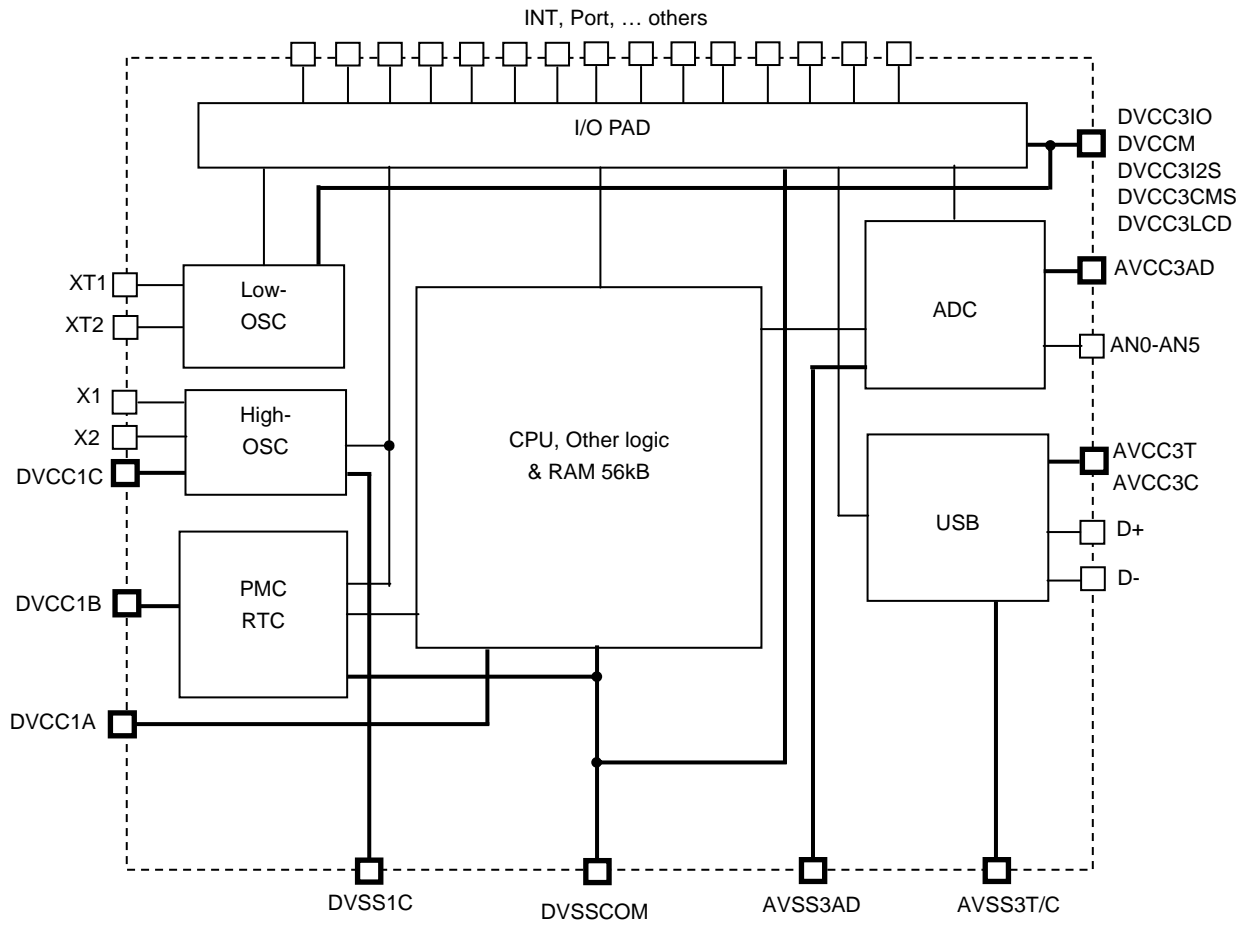 INT, Port, … others
I/O PAD
DVCC3IO
DVCCM
DVCC3I2S
DVCC3CMS
DVCC3LCD
XT1
XT2
Low-
OSC
ADC
AVCC3AD
AN0-AN5
X1
X2
DVCC1C
High-
OSC
CPU, Other logic
& RAM 56kB
AVCC3T
AVCC3C
USB
D+
D-
DVCC1B
PMC
RTC
DVCC1A
DVSS1C
DVSSCOM
AVSS3AD
AVSS3T/C